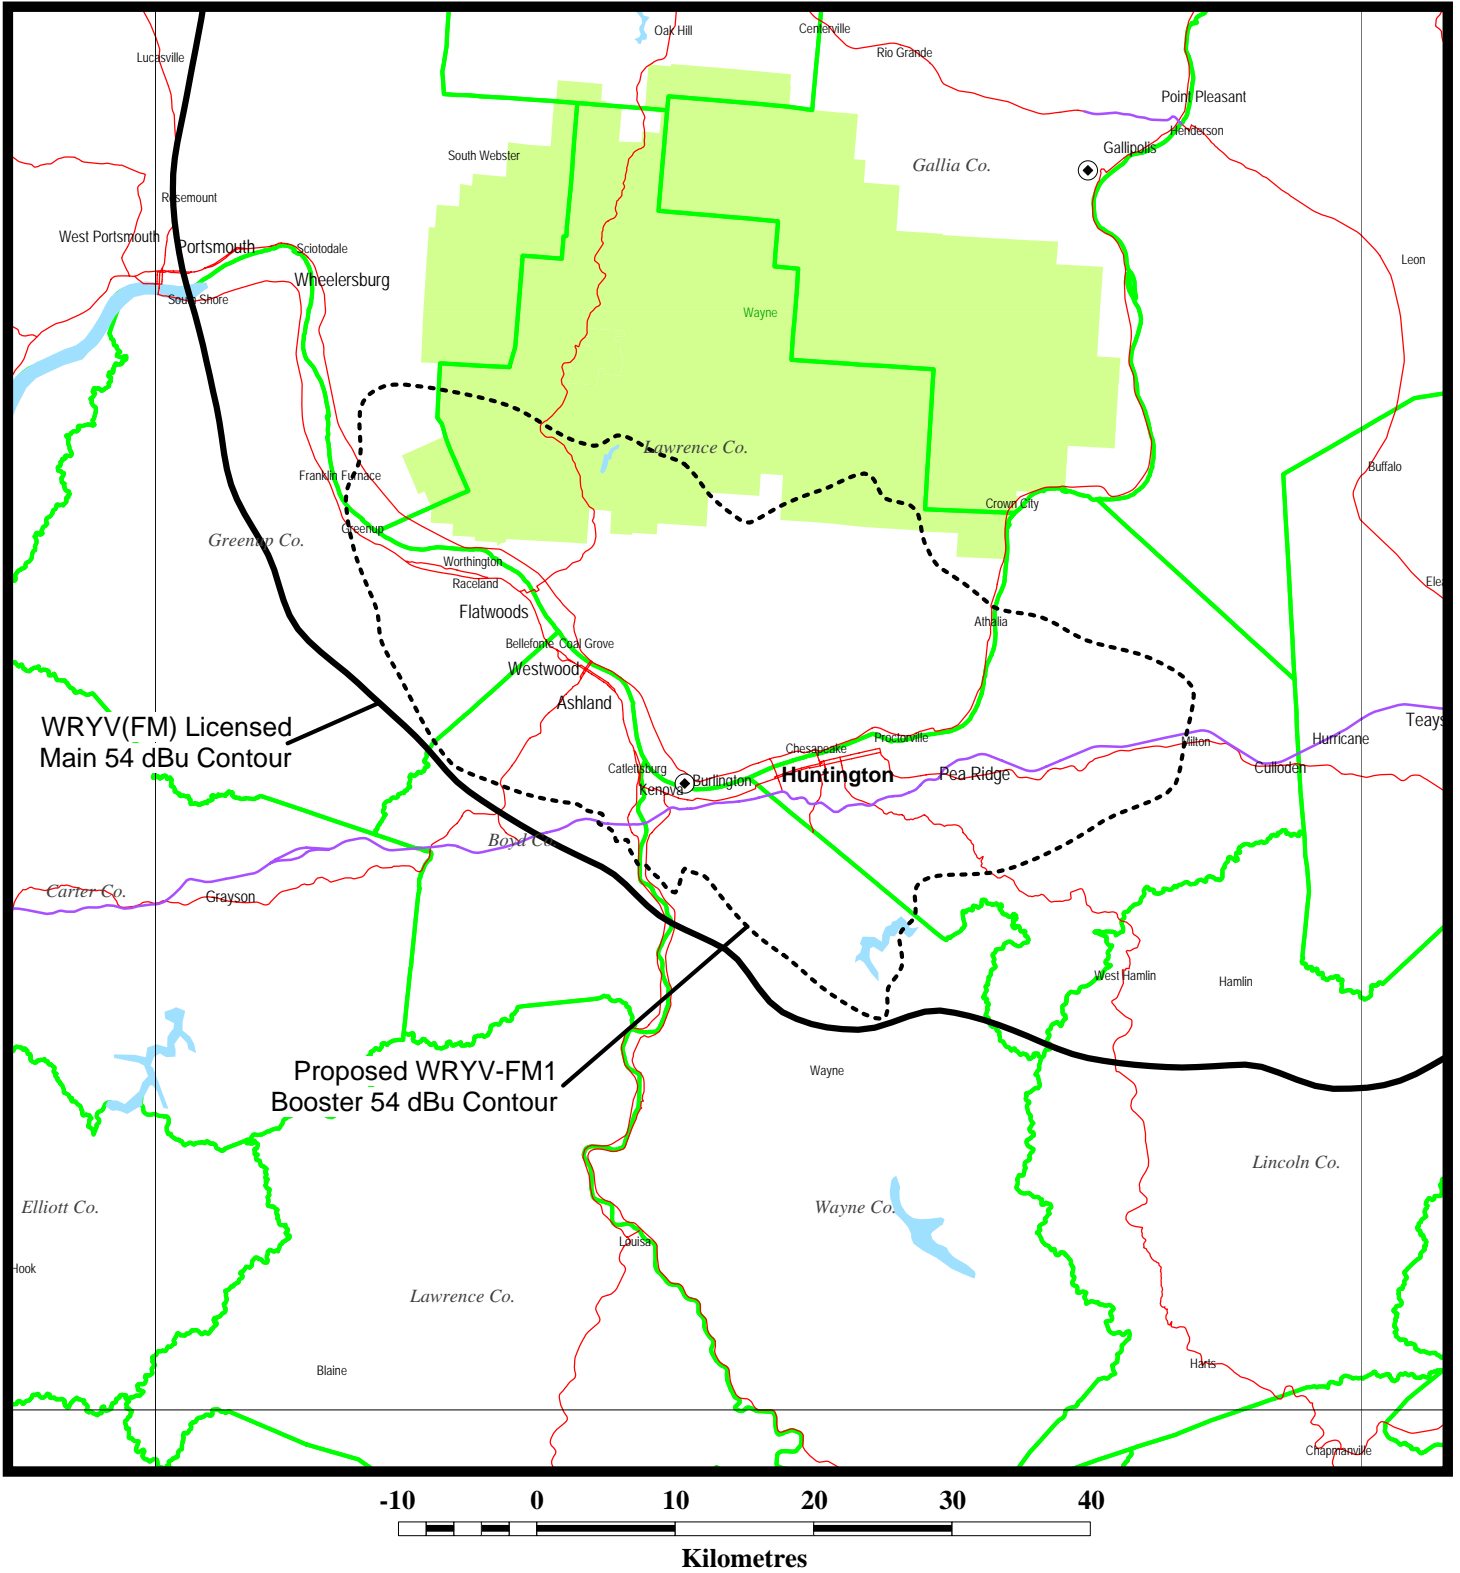 Oak Hill
Centerville
Rio Grande
Lucasville
Point Pleasant
Henderson
Gallipolis
South Webster
Gallia Co.
Rosemount
West Portsmouth
Portsmouth
Sciotodale
Leon
Wheelersburg
South Shore
Wayne
Lawrence Co.
Buffalo
Franklin Furnace
Crown City
Greenup
Greenup Co.
Worthington
Raceland
Flatwoods
Athalia
Bellefonte
Coal Grove
Westwood
Ashland
WRYV(FM) Licensed
Main 54 dBu Contour
Teays
Hurricane
Milton
Proctorville
Chesapeake
Catlettsburg
Burlington
Huntington
Pea Ridge
Culloden
Kenova
Boyd Co.
Carter Co.
Grayson
West Hamlin
Hamlin
Proposed WRYV-FM1
Booster 54 dBu Contour
Wayne
Lincoln Co.
Elliott Co.
Wayne Co.
Louisa
Hook
Lawrence Co.
Blaine
Harts
Chapmanville
-10 0 10 20 30 40
Kilometres